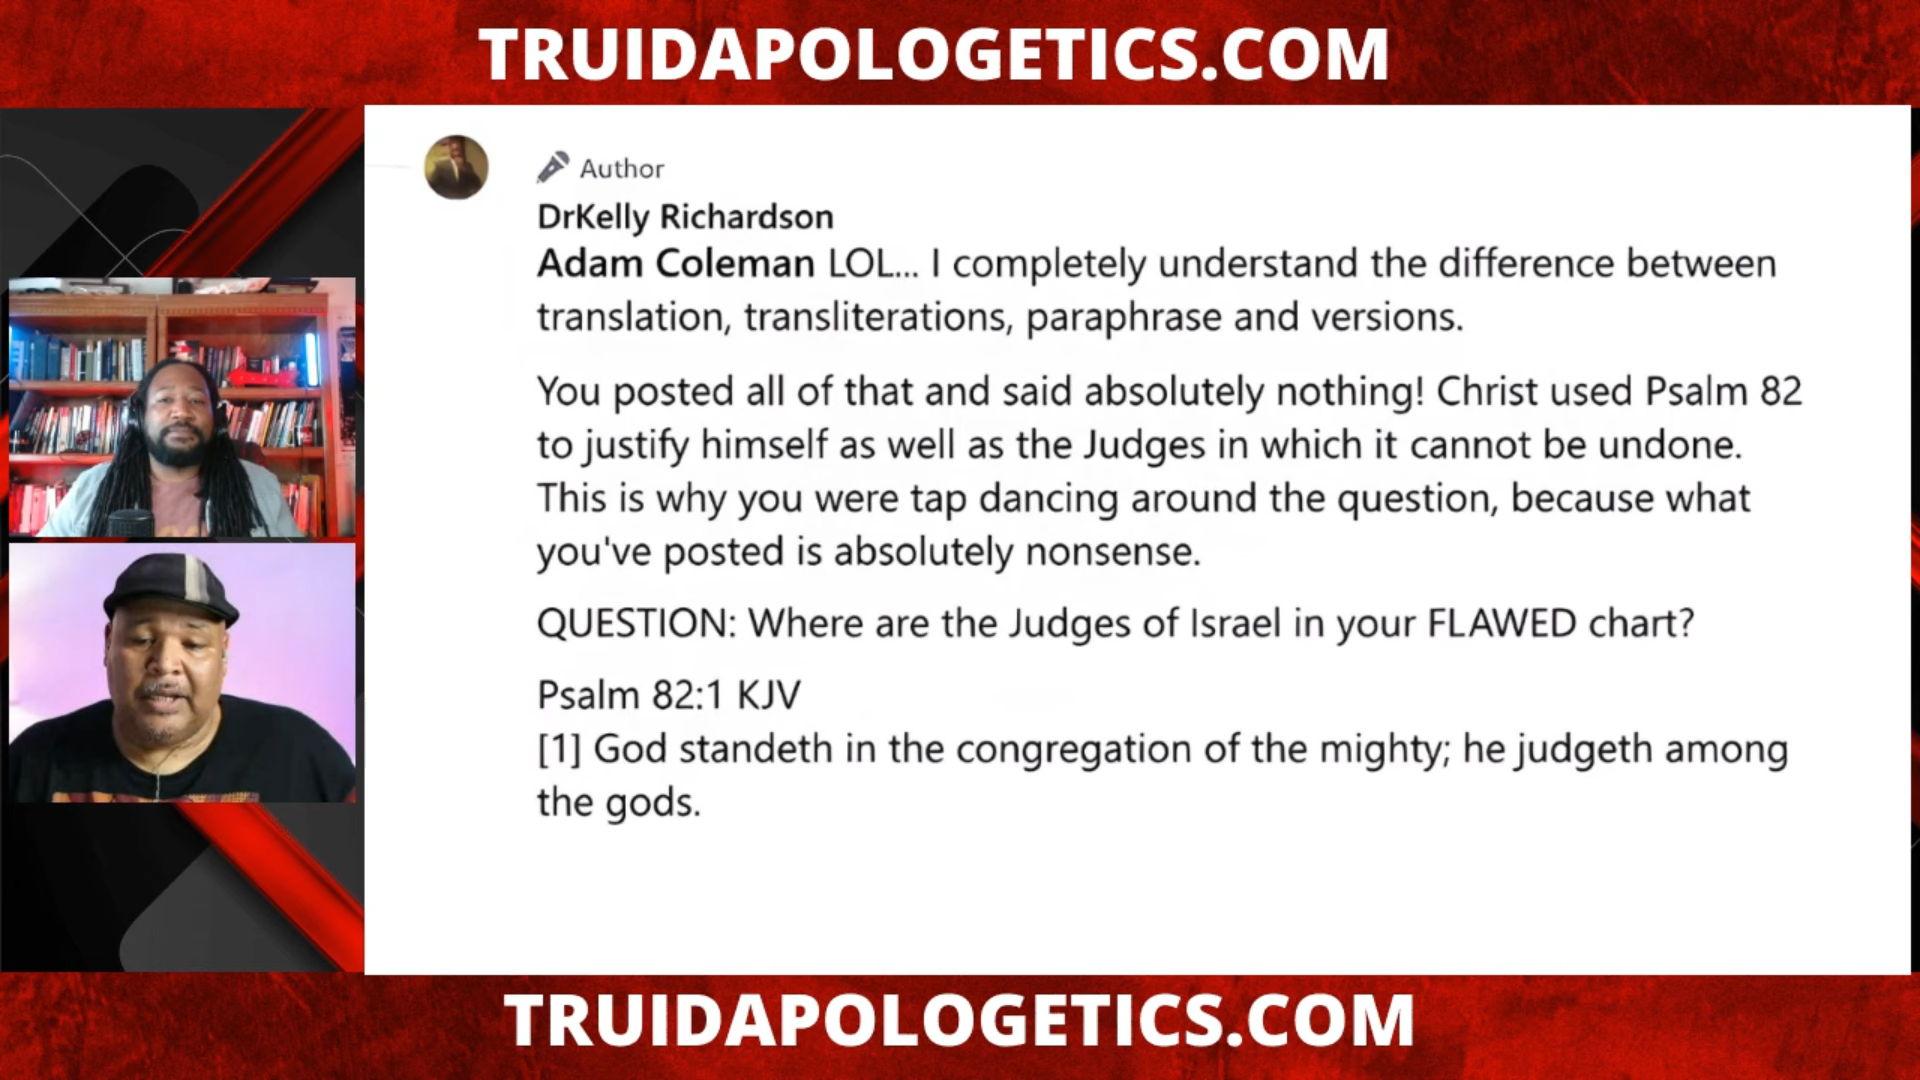 TRUIDAPOLOGETICS.COM
Author
DrKelly Richardson
Adam Coleman LOL... I completely understand the difference between
translation, transliterations, paraphrase and versions.
You posted all of that and said absolutely nothing! Christ used Psalm 82
to justify himself as well as the Judges in which it cannot be undone.
This is why you were tap dancing around the question, because what
you've posted is absolutely nonsense.
QUESTION: Where are the Judges of Israel in your FLAWED chart?
Psalm 82:1 KJV
[1] God standeth in the congregation of the mighty; he judgeth among
the gods.
TRUIDAPOLOGETICS.COM